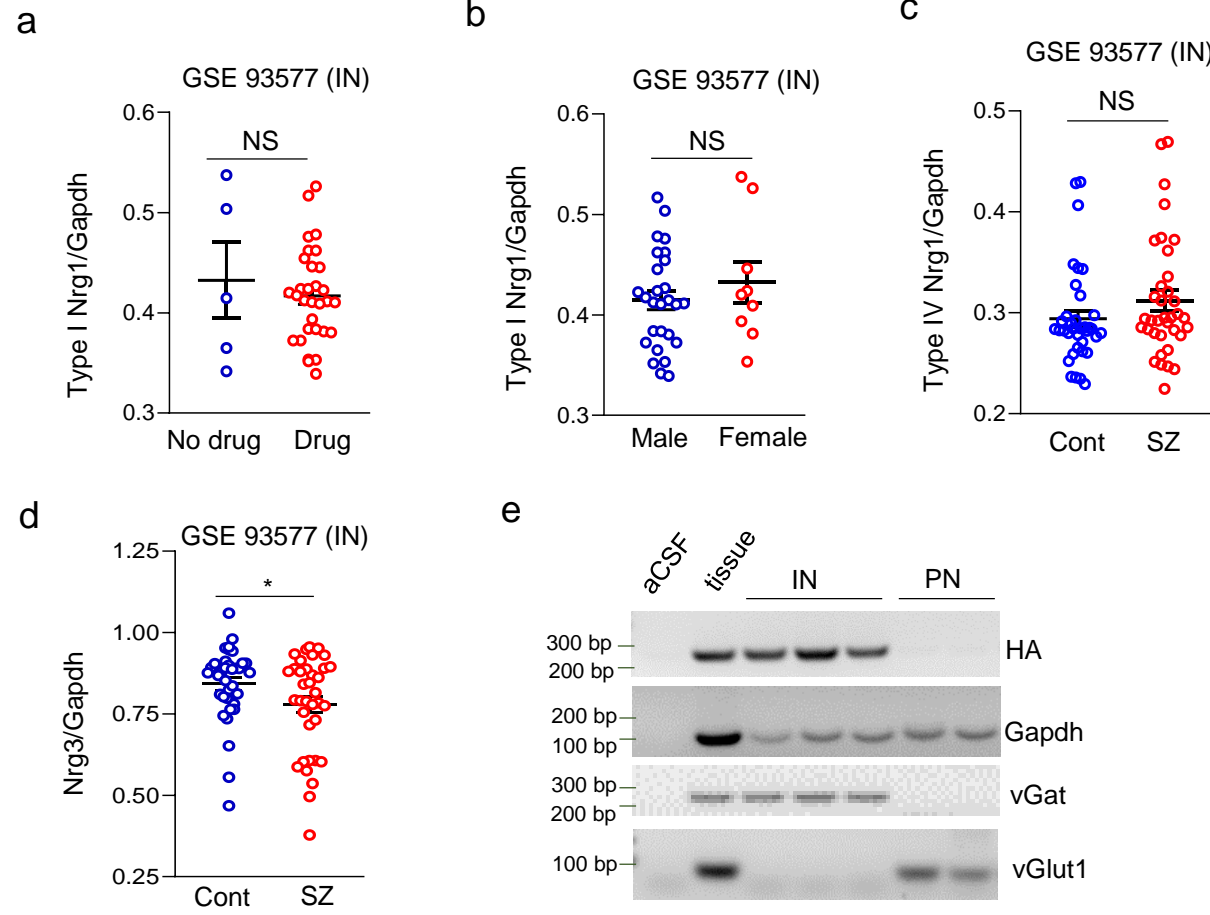 a
GSE 93577 (IN)
NS
Type I Nrg1/Gapdh
0.6
0.5
0.4
0.3
No drug
Drug
b
GSE 93577 (IN)
NS
Type I Nrg1/Gapdh
0.6
0.5
0.4
0.3
Male
Female
c
GSE 93577 (IN)
NS
Type IV Nrg1/Gapdh
0.5
0.4
0.3
0.2
Cont
SZ
d
GSE 93577 (IN)
*
Nrg3/Gapdh
1.25
1.00
0.75
0.50
0.25
Cont
SZ
e
aCSF
tissue
IN
PN
300 bp
200 bp
HA
200 bp
100 bp
Gapdh
300 bp
200 bp
vGat
100 bp
vGlut1